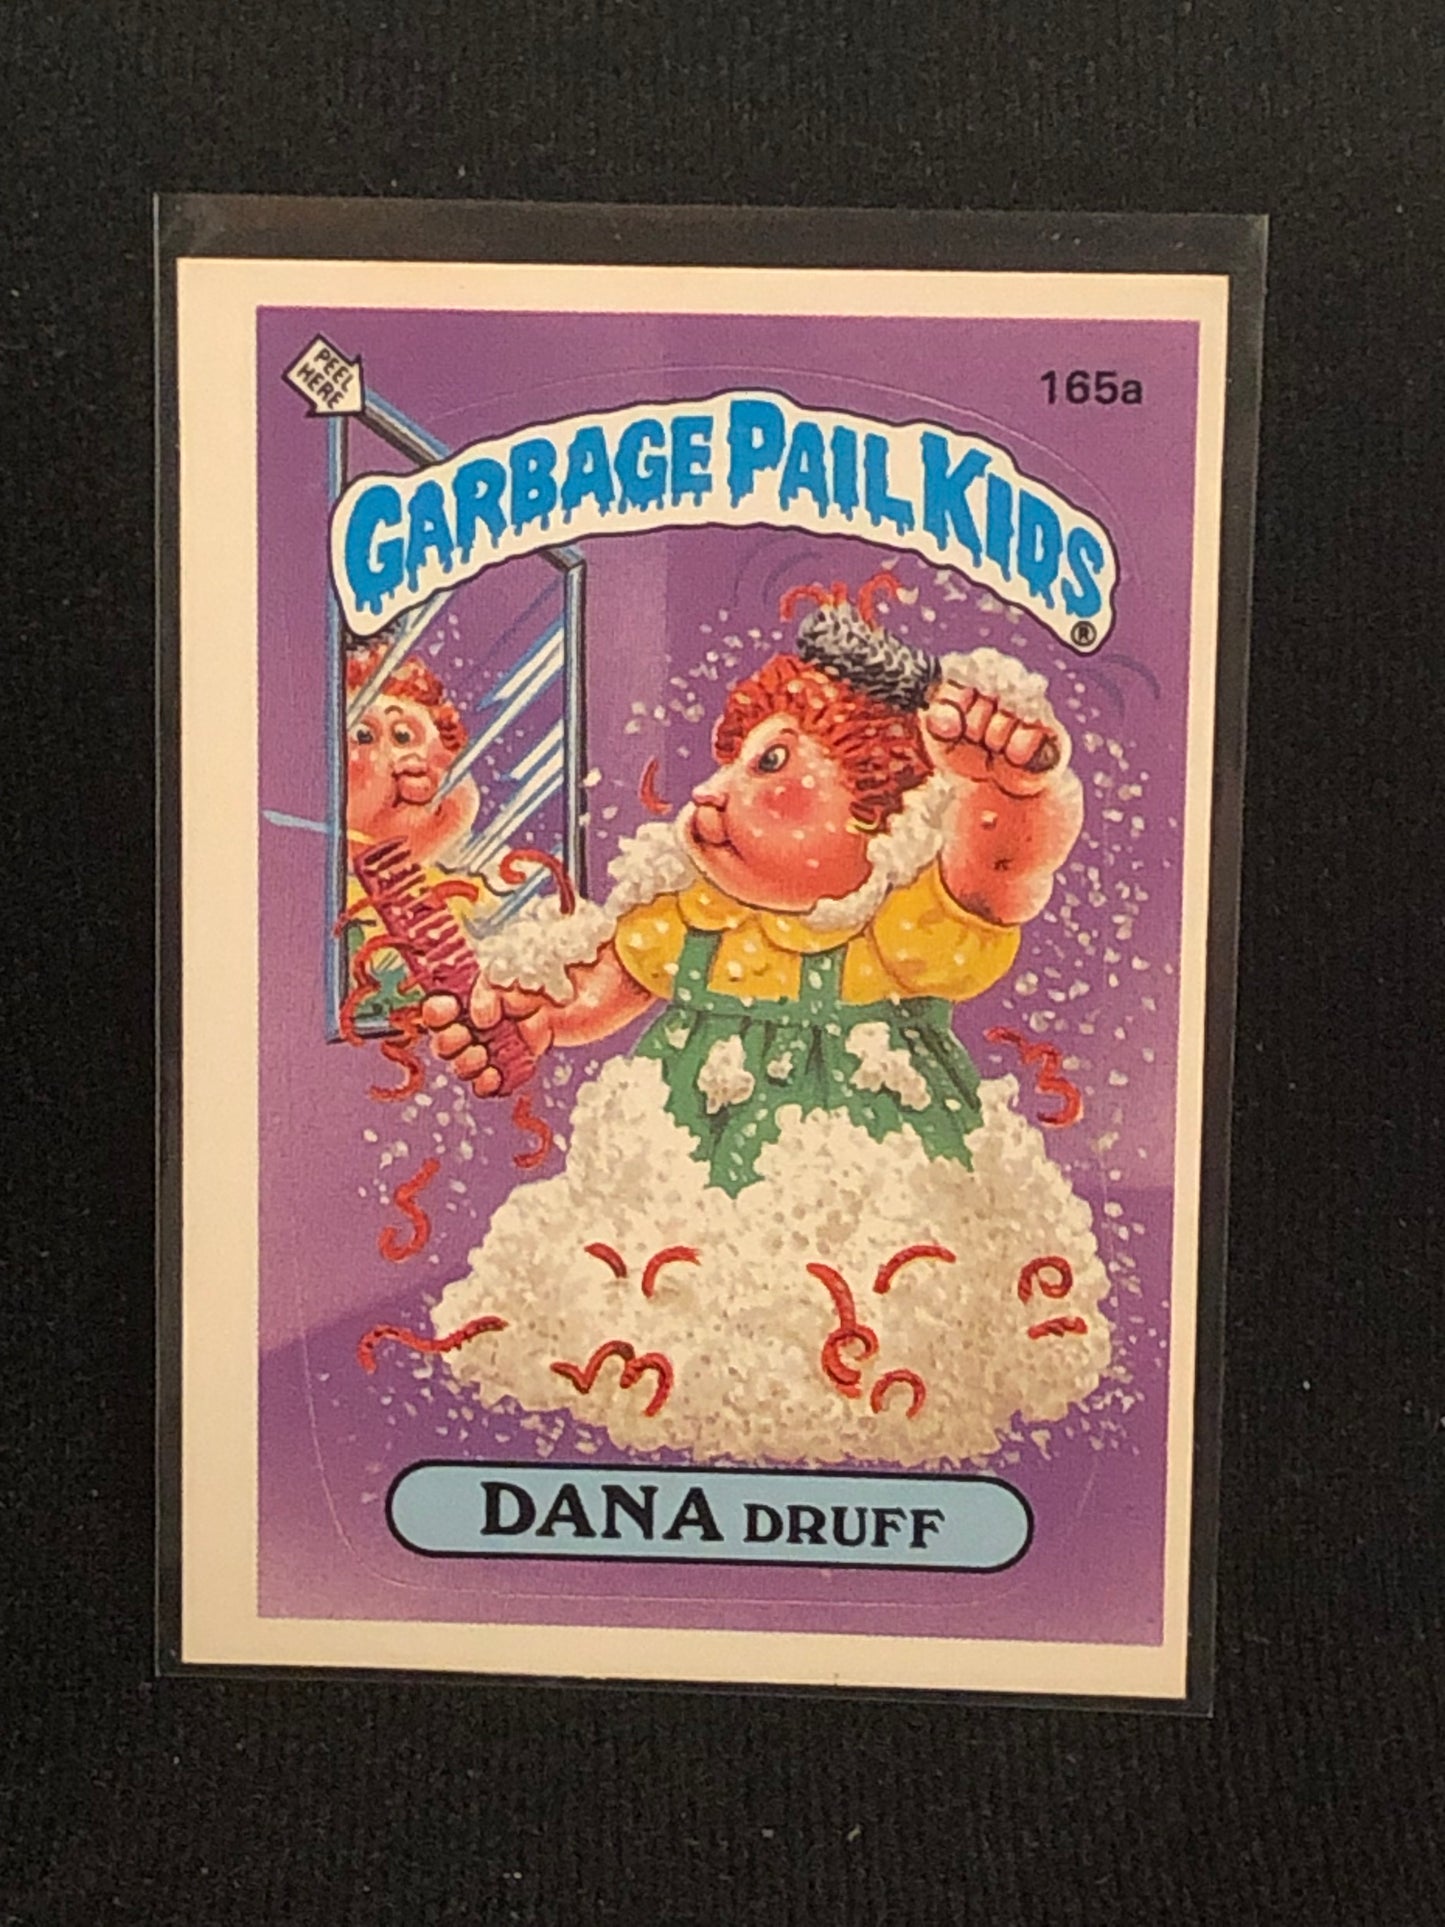 PEEL
HERE
165a
GARBAGE PAIL KIDS
®
DANA DRUFF